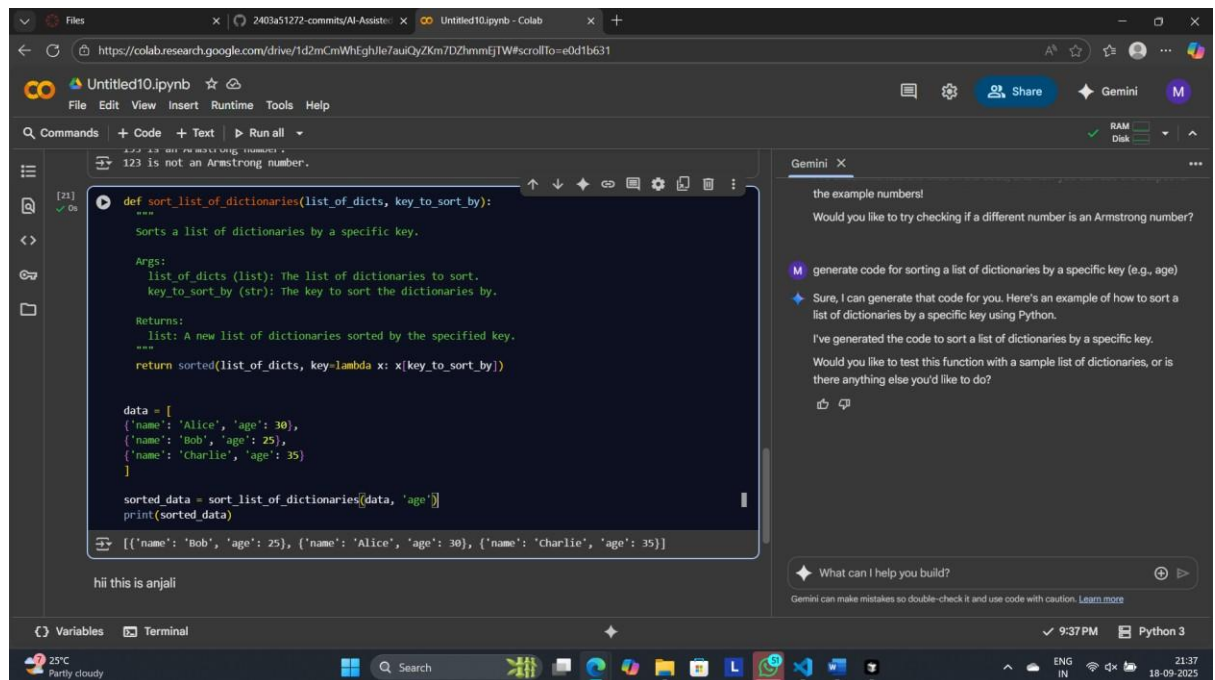 Files
2403a51272-commits/AI-Assisted
Untitled10.ipynb - Colab
https://colab.research.google.com/drive/1d2mCmWhEghJIe7auiQyZKm7DZhmmEjTW#scrollTo=e0d1b631
Untitled10.ipynb
File Edit View Insert Runtime Tools Help
Share
Gemini
M
Commands + Code + Text Run all
RAM
Disk
123 is not an Armstrong number.
[21]
0s
def sort_list_of_dictionaries(list_of_dicts, key_to_sort_by):
"""
Sorts a list of dictionaries by a specific key.
Args:
list_of_dicts (list): The list of dictionaries to sort.
key_to_sort_by (str): The key to sort the dictionaries by.
Returns:
list: A new list of dictionaries sorted by the specified key.
"""
return sorted(list_of_dicts, key=lambda x: x[key_to_sort_by])
data = [
{'name': 'Alice', 'age': 30},
{'name': 'Bob', 'age': 25},
{'name': 'Charlie', 'age': 35}
]
sorted_data = sort_list_of_dictionaries(data, 'age')
print(sorted_data)
[{'name': 'Bob', 'age': 25}, {'name': 'Alice', 'age': 30}, {'name': 'Charlie', 'age': 35}]
hii this is anjali
Gemini
the example numbers!
Would you like to try checking if a different number is an Armstrong number?
M
generate code for sorting a list of dictionaries by a specific key (e.g., age)
Sure, I can generate that code for you. Here's an example of how to sort a
list of dictionaries by a specific key using Python.
I've generated the code to sort a list of dictionaries by a specific key.
Would you like to test this function with a sample list of dictionaries, or is
there anything else you'd like to do?
What can I help you build?
Gemini can make mistakes so double-check it and use code with caution. Learn more
Variables Terminal
9:37 PM Python 3
25°C
Partly cloudy
Search
ENG
IN
21:37
18-09-2025